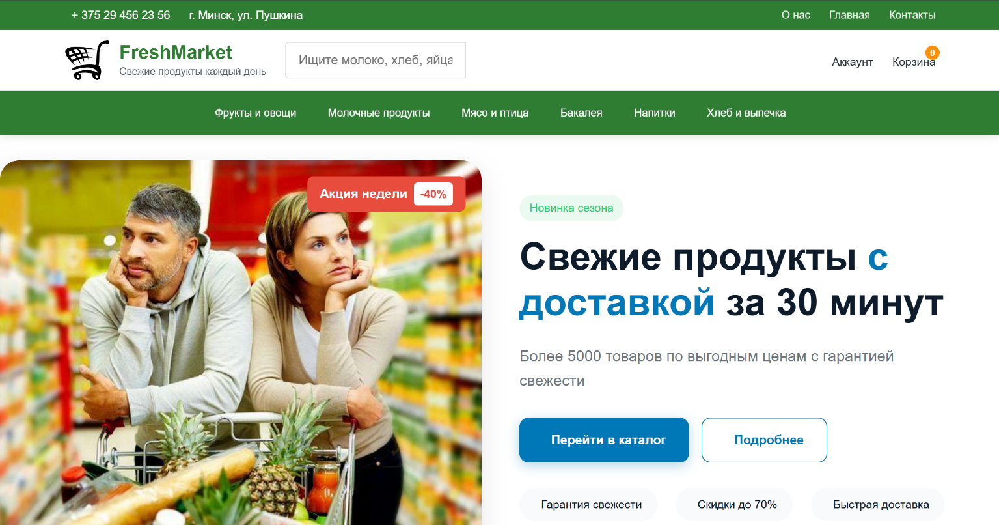 + 375 29 456 23 56 г. Минск, ул. Пушкина О нас Главная Контакты
FreshMarket
Свежие продукты каждый день
Ищите молоко, хлеб, яйца
Аккаунт Корзина 0
Фрукты и овощи Молочные продукты Мясо и птица Бакалея Напитки Хлеб и выпечка
Акция недели -40%
Новинка сезона
Свежие продукты с
доставкой за 30 минут
Более 5000 товаров по выгодным ценам с гарантией
свежести
Перейти в каталог Подробнее
Гарантия свежести Скидки до 70% Быстрая доставка